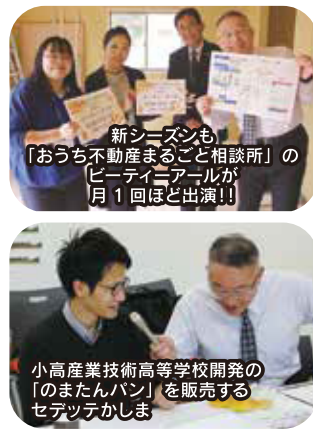 新シーズンも
「おうち不動産まるごと相談所」の
ビーティーアールが
月1回ほど出演!!
小高産業技術高等学校開発の
「のまたんパン」を販売する
セデッテかしま